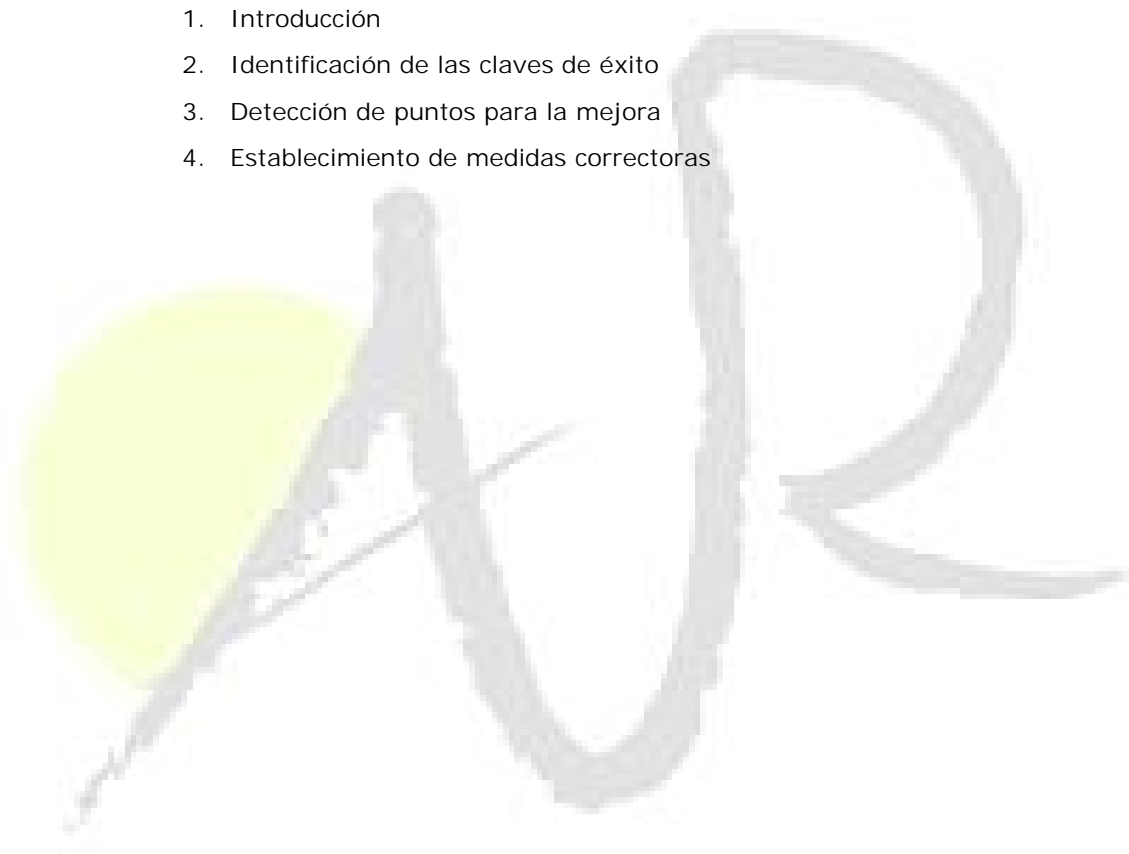 1. Introducción
2. Identificación de las claves de éxito
3. Detección de puntos para la mejora
4. Establecimiento de medidas correctoras